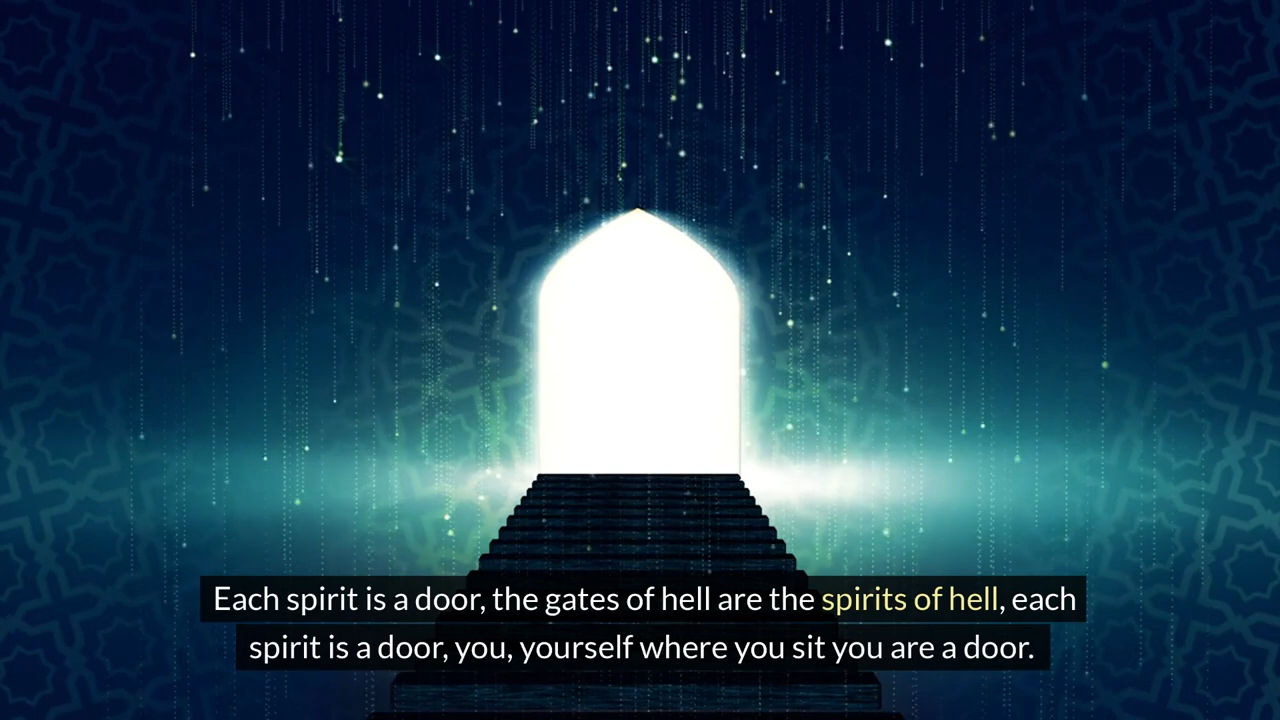 Each spirit is a door, the gates of hell are the spirits of hell, each
spirit is a door, you, yourself where you sit you are a door.